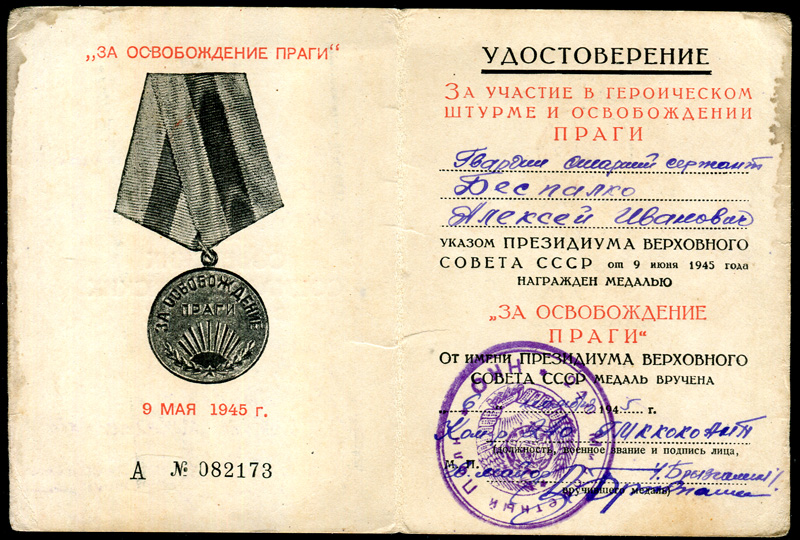 „ЗА ОСВОБОЖДЕНИЕ ПРАГИ“
ЗА ОСВОБОЖДЕНИЕ
ПРАГИ
9 МАЯ 1945 г.
А № 082173
УДОСТОВЕРЕНИЕ
ЗА УЧАСТИЕ В ГЕРОИЧЕСКОМ
ШТУРМЕ И ОСВОБОЖДЕНИИ
ПРАГИ
Гвардии старший сержант
Беспалко
Алексей Иванович
УКАЗОМ ПРЕЗИДИУМА ВЕРХОВНОГО
СОВЕТА СССР от 9 июня 1945 года
НАГРАЖДЕН МЕДАЛЬЮ
„ЗА ОСВОБОЖДЕНИЕ
ПРАГИ“
От имени ПРЕЗИДИУМА ВЕРХОВНОГО
СОВЕТА СССР МЕДАЛЬ ВРУЧЕНА
6 1945 г.
(должность, военное звание и подпись лица,
вручившего медаль)